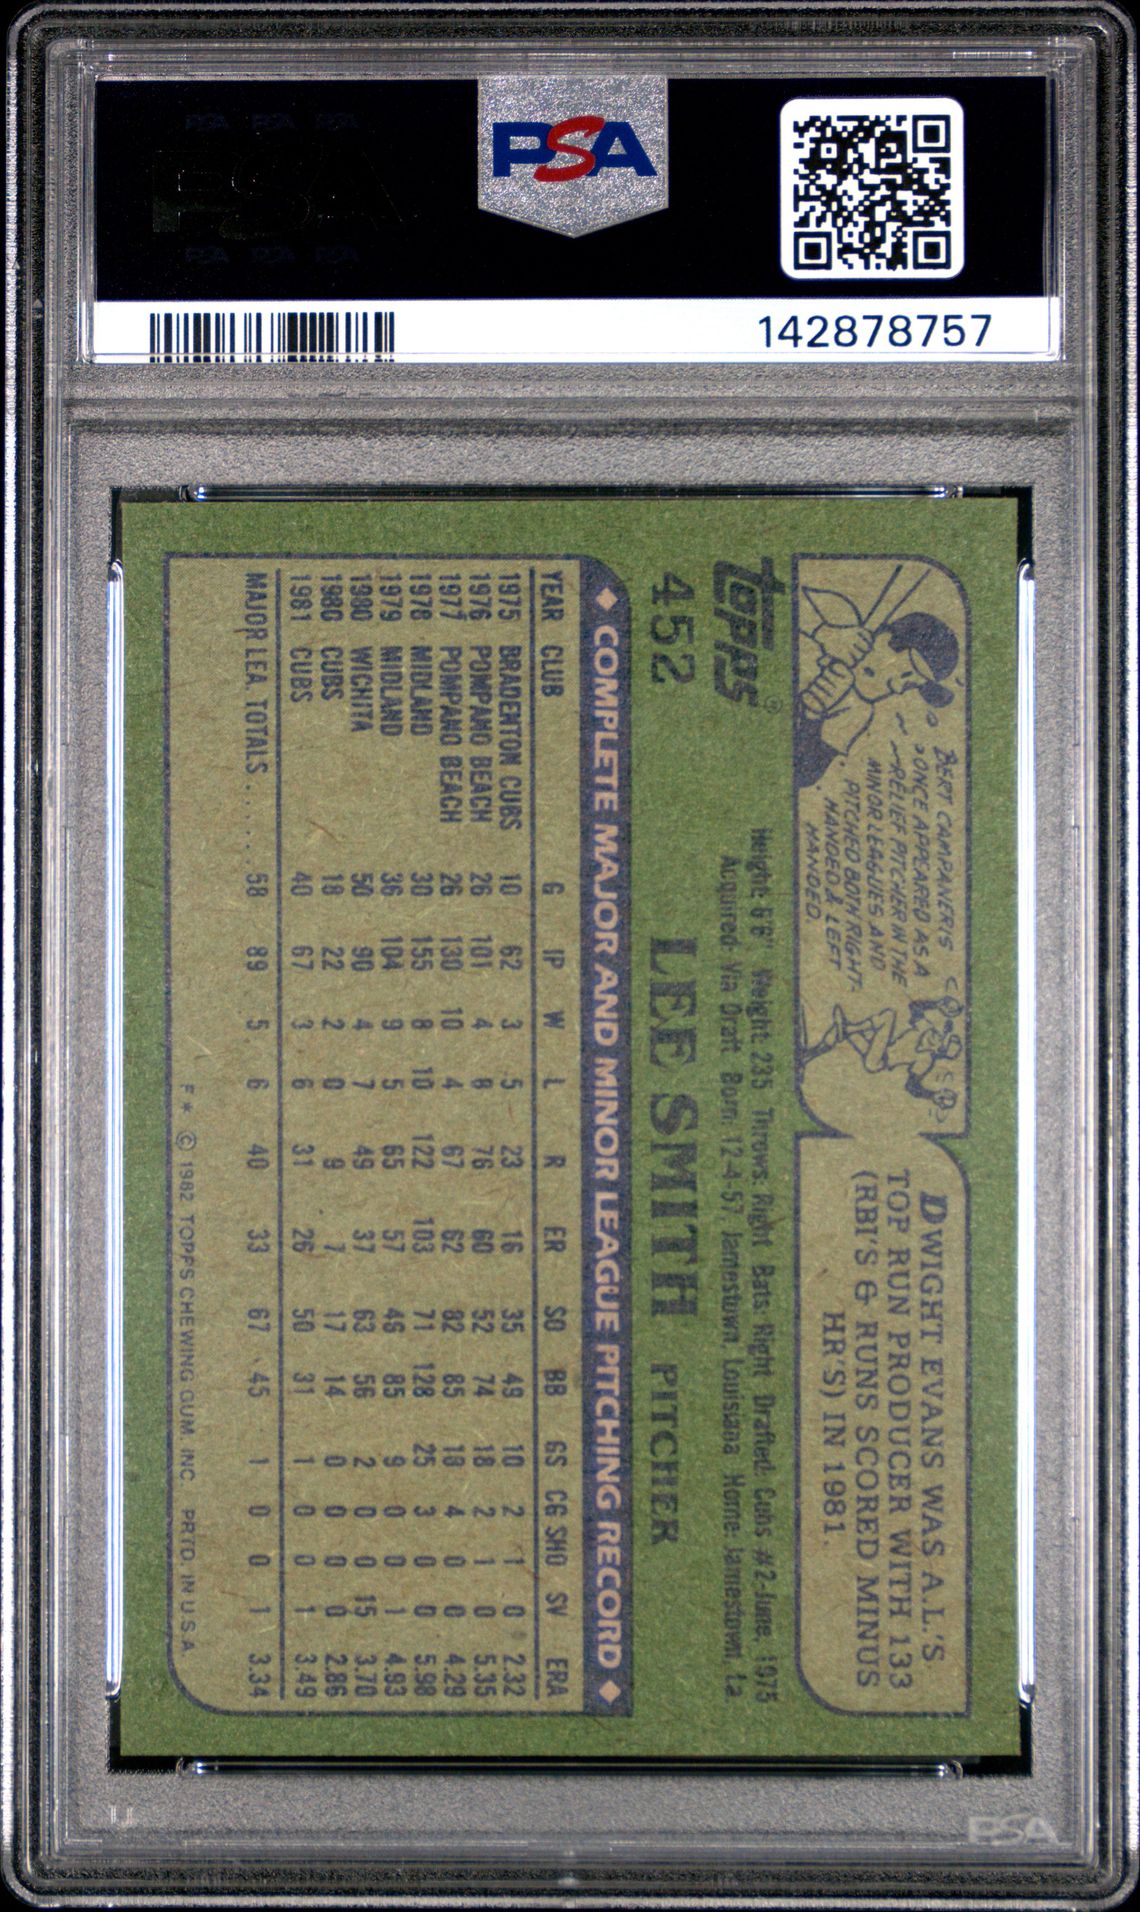 PSA
142878757
BERT CAMPANERIS
ONCE APPEARED AS A
RELIEF PITCHER IN THE
MINOR LEAGUES AND
PITCHED BOTH RIGHT-
HANDED & LEFT
HANDED.
DWIGHT EVANS WAS A.L.'S
TOP RUN PRODUCER WITH 133
(RBI'S & RUNS SCORED MINUS
HR'S) IN 1981.
TOPPS®
452
Height: 6'6" Weight: 235 Throws: Right Bats: Right Drafted: Cubs #2-June, 1975
Acquired: Via Draft Born: 12-4-57, Jamestown, Louisiana Home: Jamestown, La.
LEE SMITH PITCHER
COMPLETE MAJOR AND MINOR LEAGUE PITCHING RECORD
YEAR CLUB G IP W L R ER SO BB GS CG SHO SV ERA
1975 BRADENTON CUBS 10 62 3 5 23 16 35 49 10 2 1 0 2.32
1976 POMPANO BEACH 26 101 4 8 76 60 52 74 18 2 1 0 5.35
1977 POMPANO BEACH 26 130 10 4 67 62 82 85 18 4 0 0 4.29
1978 MIDLAND 30 155 8 10 122 103 71 128 25 3 0 0 5.98
1979 MIDLAND 36 104 9 5 65 57 46 85 9 0 0 1 4.93
1980 WICHITA 50 90 4 7 49 37 63 56 2 0 0 15 3.70
1980 CUBS 18 22 2 0 9 7 17 14 0 0 0 0 2.86
1981 CUBS 40 67 3 6 31 26 50 31 1 0 0 1 3.49
MAJOR LEA. TOTALS...... 58 89 5 6 40 33 67 45 1 0 0 1 3.34
F* © 1982 TOPPS CHEWING GUM, INC. PRTD. IN U.S.A.
PSA